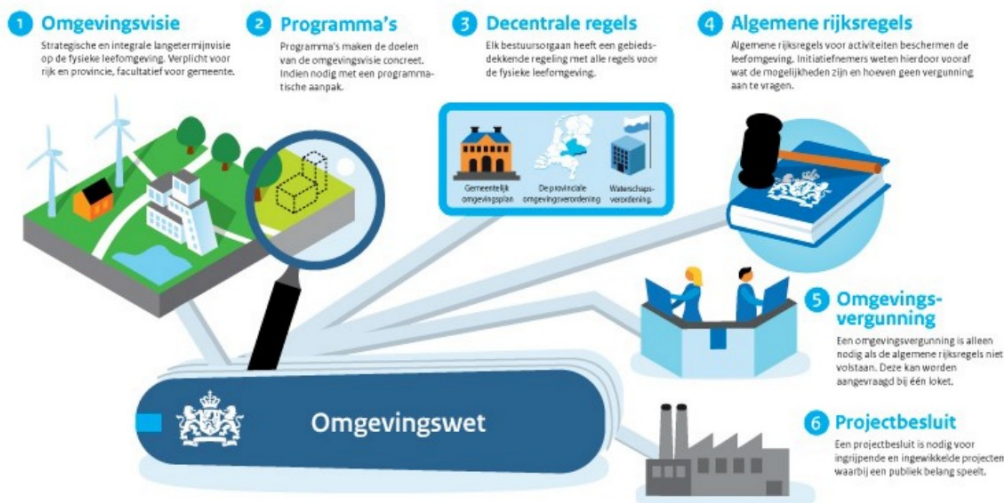 1 Omgevingsvisie
Strategische en integrale langetermijnvisie
op de fysieke leefomgeving. Verplicht voor
rijk en provincie, facultatief voor gemeente.
2 Programma's
Programma's maken de doelen
van de omgevingsvisie concreet.
Indien nodig met een programma-
tische aanpak.
3 Decentrale regels
Elk bestuursorgaan heeft een gebieds-
dekkende regeling met alle regels voor
de fysieke leefomgeving.
Gemeentelijk
omgevingsplan
De provinciale
omgevingsverordening
Waterschaps-
verordening.
4 Algemene rijksregels
Algemene rijksregels voor activiteiten beschermen de
leefomgeving. Initiatiefnemers weten hierdoor vooraf
wat de mogelijkheden zijn en hoeven geen vergunning
aan te vragen.
5 Omgevings-
vergunning
Een omgevingsvergunning is alleen
nodig als de algemene rijksregels niet
volstaan. Deze kan worden
aangevraagd bij één loket.
6 Projectbesluit
Een projectbesluit is nodig voor
ingrijpende en ingewikkelde projecten
waarbij een publiek belang speelt.
Omgevingswet